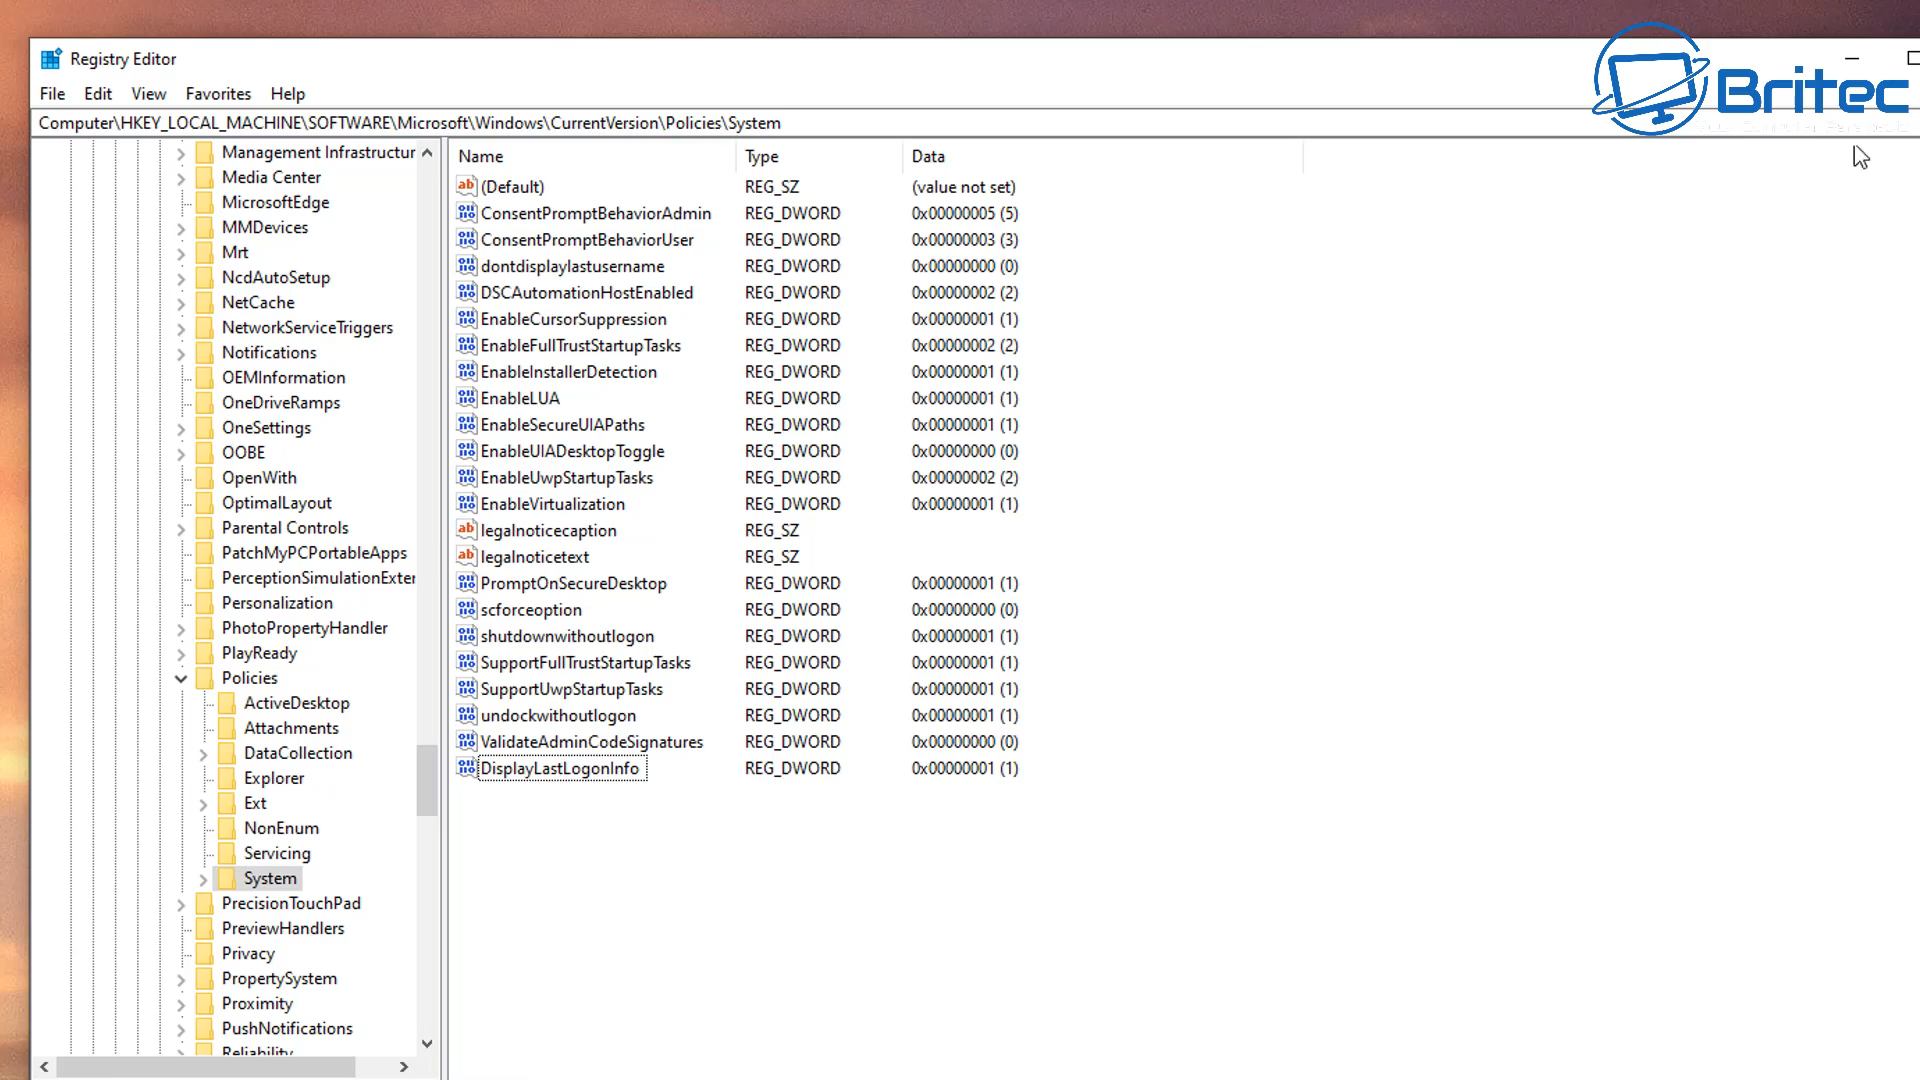 Registry Editor
Britec
File Edit View Favorites Help
Computer\HKEY_LOCAL_MACHINE\SOFTWARE\Microsoft\Windows\CurrentVersion\Policies\System
Management Infrastructur
Media Center
MicrosoftEdge
MMDevices
Mrt
NcdAutoSetup
NetCache
NetworkServiceTriggers
Notifications
OEMInformation
OneDriveRamps
OneSettings
OOBE
OpenWith
OptimalLayout
Parental Controls
PatchMyPCPortableApps
PerceptionSimulationExter
Personalization
PhotoPropertyHandler
PlayReady
Policies
ActiveDesktop
Attachments
DataCollection
Explorer
Ext
NonEnum
Servicing
System
PrecisionTouchPad
PreviewHandlers
Privacy
PropertySystem
Proximity
PushNotifications
Reliability
Name Type Data
(Default) REG_SZ (value not set)
ConsentPromptBehaviorAdmin REG_DWORD 0x00000005 (5)
ConsentPromptBehaviorUser REG_DWORD 0x00000003 (3)
dontdisplaylastusername REG_DWORD 0x00000000 (0)
DSCAutomationHostEnabled REG_DWORD 0x00000002 (2)
EnableCursorSuppression REG_DWORD 0x00000001 (1)
EnableFullTrustStartupTasks REG_DWORD 0x00000002 (2)
EnableInstallerDetection REG_DWORD 0x00000001 (1)
EnableLUA REG_DWORD 0x00000001 (1)
EnableSecureUIAPaths REG_DWORD 0x00000001 (1)
EnableUIADesktopToggle REG_DWORD 0x00000000 (0)
EnableUwpStartupTasks REG_DWORD 0x00000002 (2)
EnableVirtualization REG_DWORD 0x00000001 (1)
legalnoticecaption REG_SZ
legalnoticetext REG_SZ
PromptOnSecureDesktop REG_DWORD 0x00000001 (1)
scforceoption REG_DWORD 0x00000000 (0)
shutdownwithoutlogon REG_DWORD 0x00000001 (1)
SupportFullTrustStartupTasks REG_DWORD 0x00000001 (1)
SupportUwpStartupTasks REG_DWORD 0x00000001 (1)
undockwithoutlogon REG_DWORD 0x00000001 (1)
ValidateAdminCodeSignatures REG_DWORD 0x00000000 (0)
DisplayLastLogonInfo REG_DWORD 0x00000001 (1)